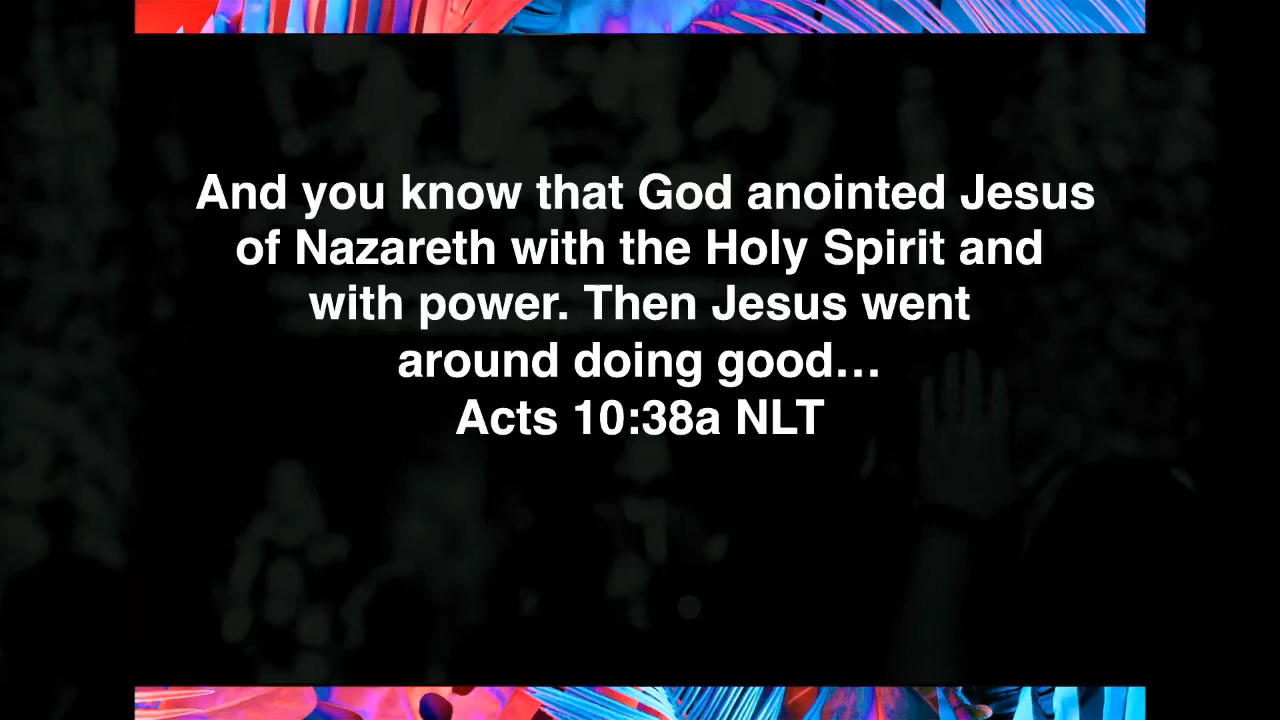 And you know that God anointed Jesus
of Nazareth with the Holy Spirit and
with power. Then Jesus went
around doing good…
Acts 10:38a NLT